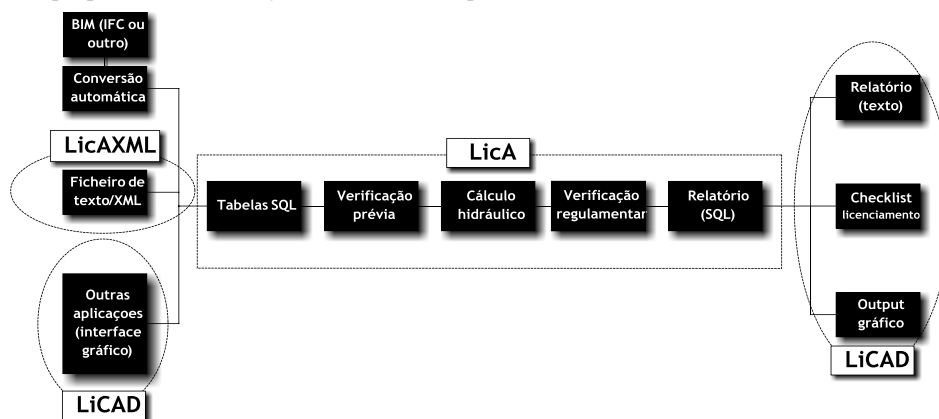 BIM (IFC ou
outro)
Conversão
automática
LicAXML
Ficheiro de
texto/XML
Outras
aplicaçoes
(interface
gráfico)
LiCAD
LicA
Tabelas SQL
Verificação
prévia
Cálculo
hidráulico
Verificação
regulamentar
Relatório
(SQL)
Relatório
(texto)
Checklist
licenciamento
Output
gráfico
LiCAD